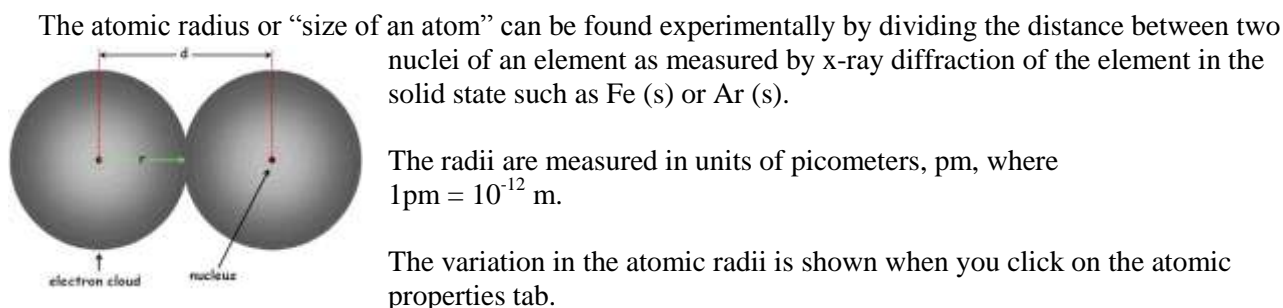 The atomic radius or “size of an atom” can be found experimentally by dividing the distance between two
nuclei of an element as measured by x-ray diffraction of the element in the
solid state such as Fe (s) or Ar (s).
The radii are measured in units of picometers, pm, where
1pm = 10⁻¹² m.
The variation in the atomic radii is shown when you click on the atomic
properties tab.
d
r
electron cloud
nucleus